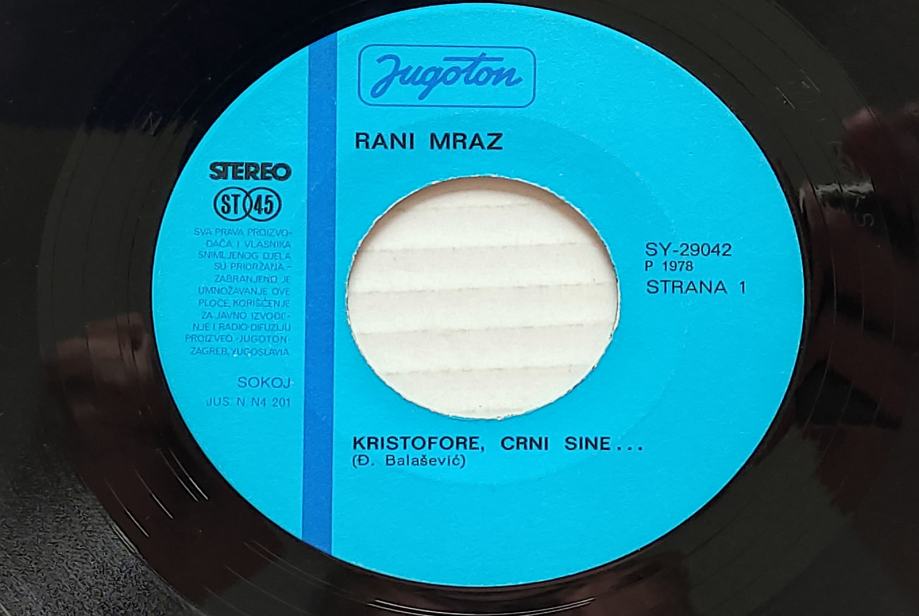 Jugoton
RANI MRAZ
STEREO
ST 45
SVA PRAVA PROIZVO-
ĐAČA I VLASNIKA
SNIMLJENOG DJELA
SU PRIDRŽANA -
ZABRANJENO JE
UMNOŽAVANJE OVE
PLOČE, KORIŠĆENJE
ZA JAVNO IZVOĐE-
NJE I RADIO-DIFUZIJU
PROIZVEO »JUGOTON«
ZAGREB, YUGOSLAVIA
SOKOJ
JUS. N. N4 201
SY-29042
P 1978
STRANA 1
KRISTOFORE, CRNI SINE...
(Đ. Balašević)